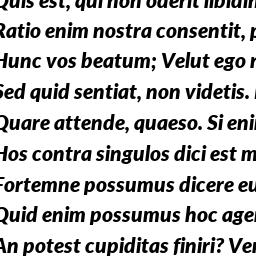 Quis est, qui non oderit libidin
Ratio enim nostra consentit, p
Hunc vos beatum; Velut ego
Sed quid sentiat, non videtis.
Quare attende, quaeso. Si eni
Hos contra singulos dici est m
Fortemne possumus dicere eu
Quid enim possumus hoc age
An potest cupiditas finiri? Ver